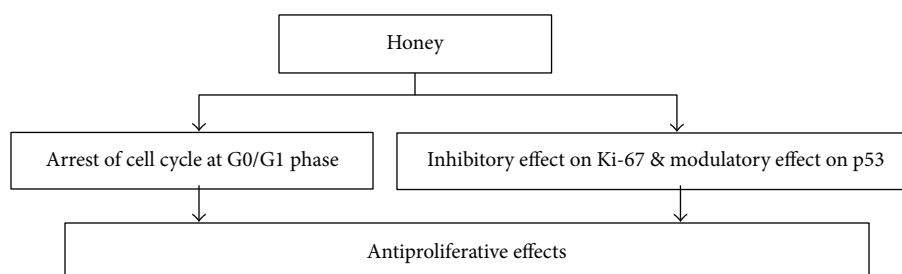 Honey
Arrest of cell cycle at G0/G1 phase
Inhibitory effect on Ki-67 & modulatory effect on p53
Antiproliferative effects